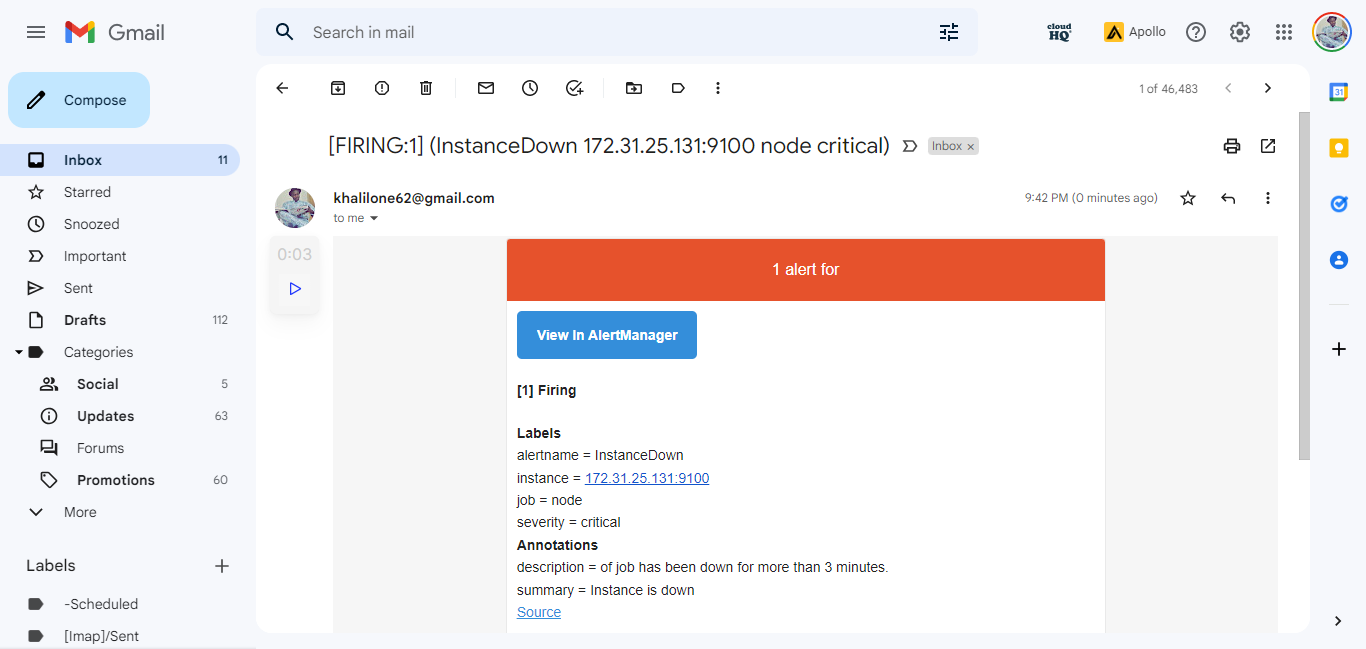 Gmail
Search in mail
cloud
HQ
Apollo
Compose
1 of 46,483
Inbox 11
Starred
Snoozed
Important
Sent
Drafts 112
Categories
Social 5
Updates 63
Forums
Promotions 60
More
Labels
-Scheduled
[Imap]/Sent
[FIRING:1] (InstanceDown 172.31.25.131:9100 node critical)
Inbox ×
khalilone62@gmail.com
9:42 PM (0 minutes ago)
to me
0:03
1 alert for
View In AlertManager
[1] Firing
Labels
alertname = InstanceDown
instance = 172.31.25.131:9100
job = node
severity = critical
Annotations
description = of job has been down for more than 3 minutes.
summary = Instance is down
Source
31